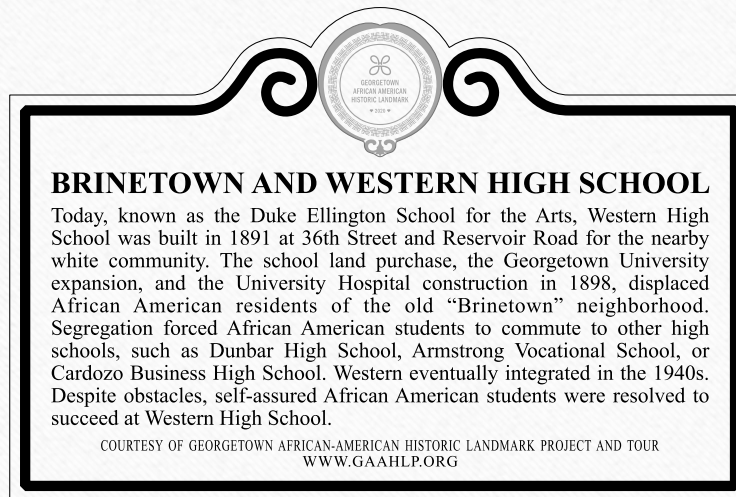 GEORGETOWN
AFRICAN AMERICAN
HISTORIC LANDMARK
2020
BRINETOWN AND WESTERN HIGH SCHOOL
Today, known as the Duke Ellington School for the Arts, Western High
School was built in 1891 at 36th Street and Reservoir Road for the nearby
white community. The school land purchase, the Georgetown University
expansion, and the University Hospital construction in 1898, displaced
African American residents of the old “Brinetown” neighborhood.
Segregation forced African American students to commute to other high
schools, such as Dunbar High School, Armstrong Vocational School, or
Cardozo Business High School. Western eventually integrated in the 1940s.
Despite obstacles, self-assured African American students were resolved to
succeed at Western High School.
COURTESY OF GEORGETOWN AFRICAN-AMERICAN HISTORIC LANDMARK PROJECT AND TOUR
WWW.GAAHLP.ORG